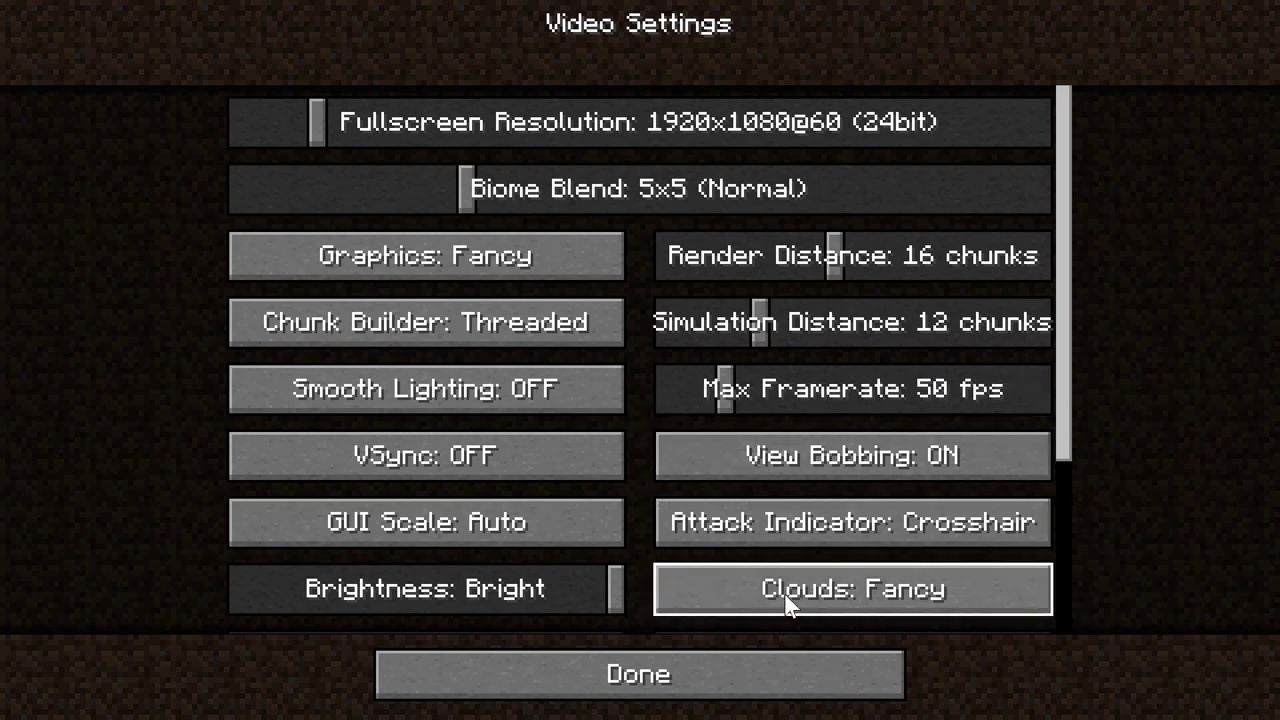 Video Settings
Fullscreen Resolution: 1920x1080@60 (24bit)
Biome Blend: 5x5 (Normal)
Graphics: Fancy
Render Distance: 16 chunks
Chunk Builder: Threaded
Simulation Distance: 12 chunks
Smooth Lighting: OFF
Max Framerate: 50 fps
VSync: OFF
View Bobbing: ON
GUI Scale: Auto
Attack Indicator: Crosshair
Brightness: Bright
Clouds: Fancy
Done